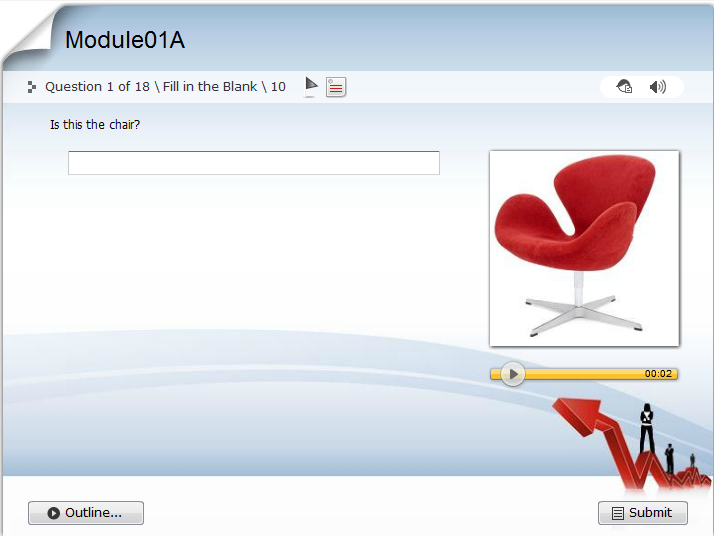 Module01A
Question 1 of 18 \ Fill in the Blank \ 10
Is this the chair?
00:02
Outline...
Submit